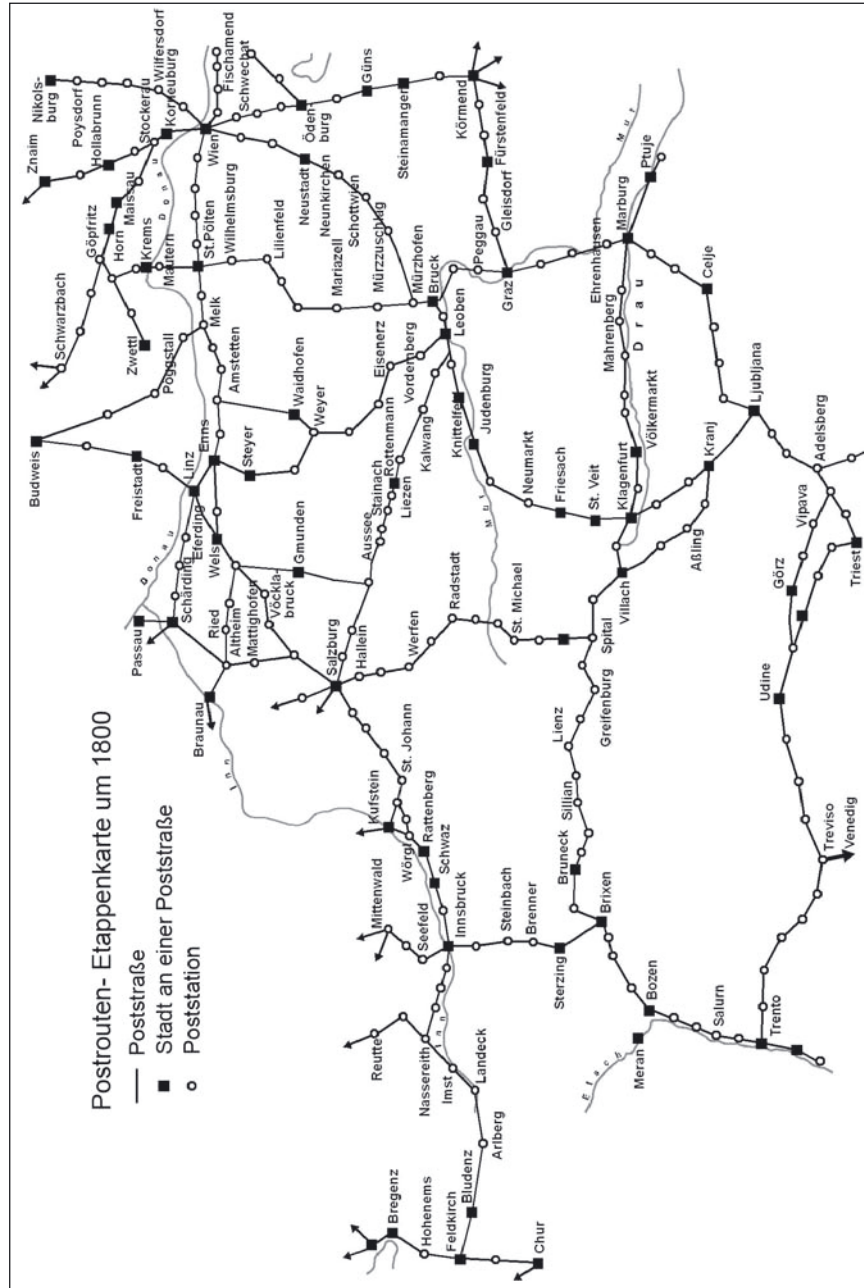 Postrouten- Etappenkarte um 1800
Poststraße
Stadt an einer Poststraße
Poststation
Bregenz
Hohenems
Feldkirch
Bludenz
Chur
Arlberg
Landeck
Imst
Nassereith
Reutte
Inn
Mittenwald
Seefeld
Innsbruck
Steinbach
Brenner
Sterzing
Brixen
Bozen
Meran
Etsch
Salurn
Trento
Kufstein
Wörgl
Rattenberg
Schwaz
St. Johann
Inn
Bruneck
Sillian
Lienz
Greifenburg
Spital
Treviso
Venedig
Udine
Görz
Vipava
Triest
Adelsberg
Ljubljana
Kranj
Aßling
Villach
Klagenfurt
Völkermarkt
Mahrenberg
Drau
St. Veit
Friesach
Neumarkt
Judenburg
Knittelfeld
Mur
St. Michael
Radstadt
Werfen
Hallein
Salzburg
Braunau
Passau
Schärding
Donau
Ried
Altheim
Mattighofen
Vöckla-
bruck
Gmunden
Aussee
Stainach
Liezen
Rottenmann
Kalwang
Eferding
Wels
Linz
Enns
Steyer
Freistadt
Budweis
Amstetten
Waidhofen
Weyer
Eisenerz
Vordernberg
Leoben
Bruck
Melk
Poggstall
Zwettl
Schwarzbach
Göpfritz
Horn
Maissau
Krems
Mautern
Donau
St.Pölten
Wilhelmsburg
Lilienfeld
Mariazell
Mürzzuschlag
Mürzhofen
Peggau
Graz
Gleisdorf
Fürstenfeld
Körmend
Ehrenhausen
Marburg
Ptuje
Mur
Celje
Znaim
Hollabrunn
Stockerau
Korneuburg
Nikols-
burg
Poysdorf
Wilfersdorf
Wien
Fischamend
Schwechat
Neustadt
Neunkirchen
Schottwien
Öden-
burg
Güns
Steinamanger